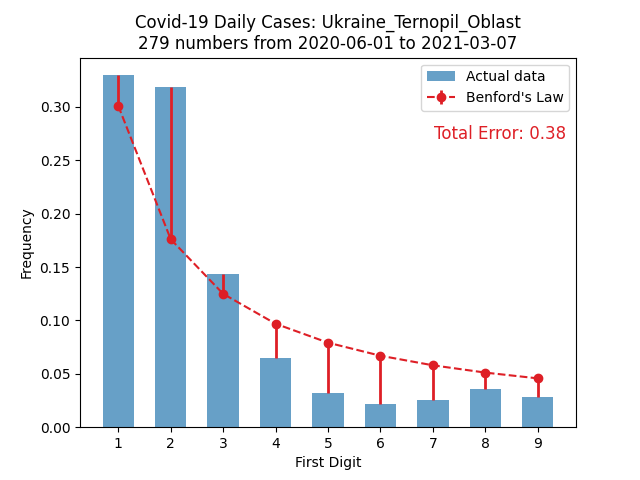 Covid-19 Daily Cases: Ukraine_Ternopil_Oblast
279 numbers from 2020-06-01 to 2021-03-07
Actual data
Benford's Law
Total Error: 0.38
Frequency
0.30
0.25
0.20
0.15
0.10
0.05
0.00
1 2 3 4 5 6 7 8 9
First Digit